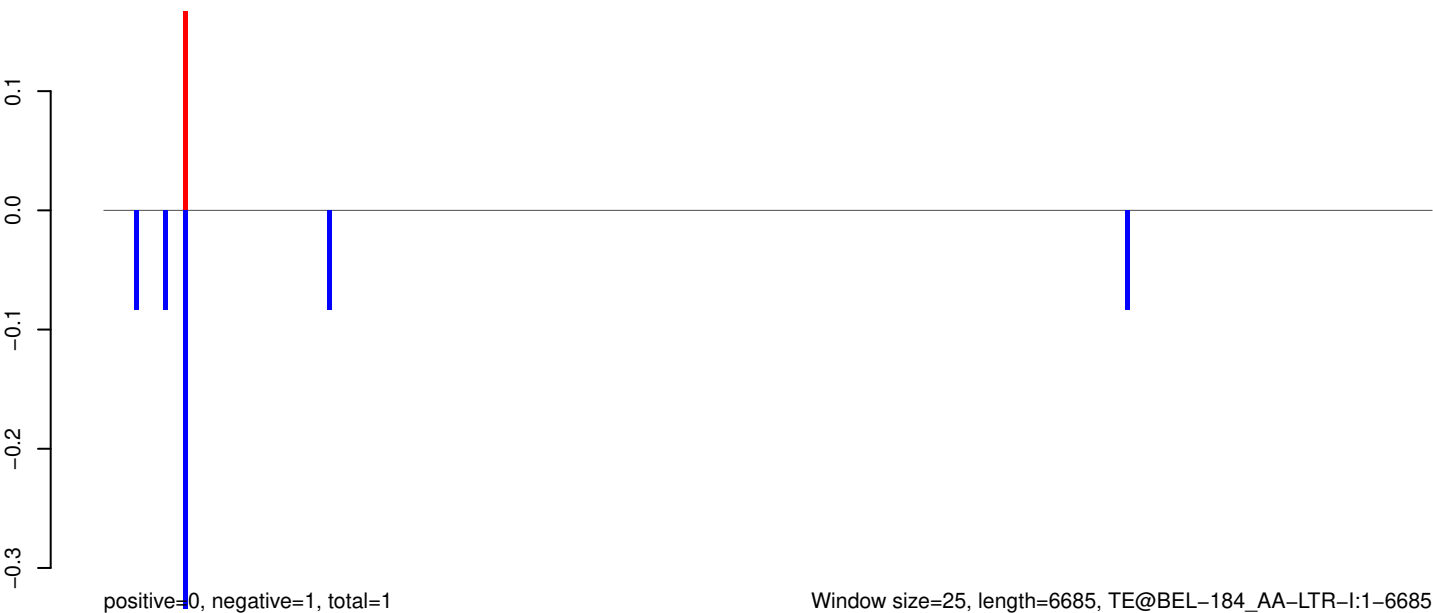 0.1
0.0
−0.1
−0.2
−0.3
positive=0, negative=1, total=1
Window size=25, length=6685, TE@BEL−184_AA−LTR−I:1−6685